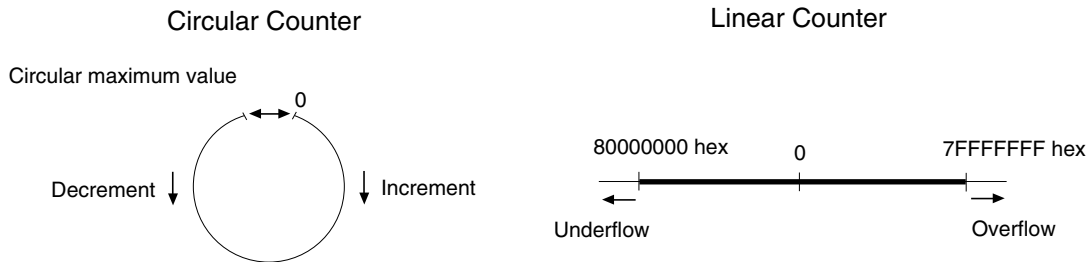 Circular Counter
Circular maximum value
0
Decrement
Increment
Linear Counter
80000000 hex
0
7FFFFFFF hex
Underflow
Overflow